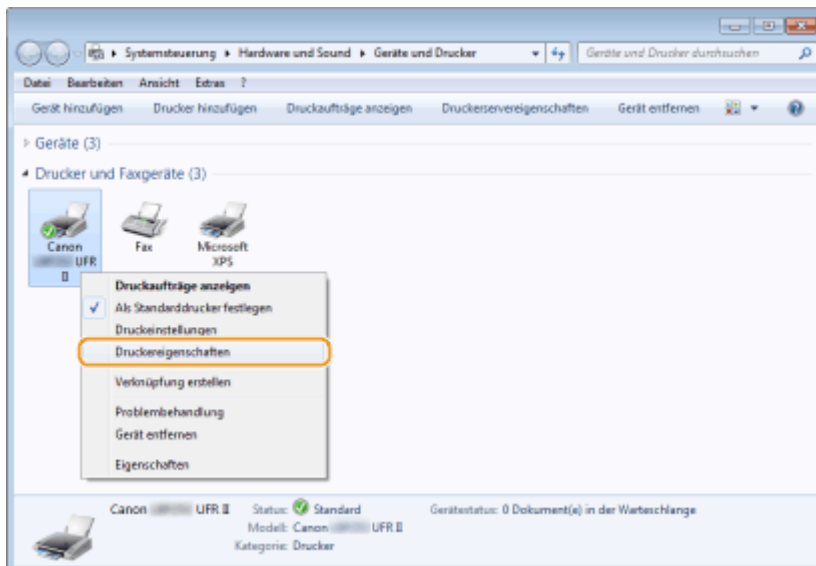 Systemsteuerung ▸ Hardware und Sound ▸ Geräte und Drucker
Geräte und Drucker durchsuchen
Datei Bearbeiten Ansicht Extras ?
Gerät hinzufügen Drucker hinzufügen Druckaufträge anzeigen Druckerservereigenschaften Gerät entfernen
Geräte (3)
Drucker und Faxgeräte (3)
Canon Fax Microsoft
UFR XPS
II
Druckaufträge anzeigen
Als Standarddrucker festlegen
Druckeinstellungen
Druckereigenschaften
Verknüpfung erstellen
Problembehandlung
Gerät entfernen
Eigenschaften
Canon UFR II Status: Standard Gerätestatus: 0 Dokument(e) in der Warteschlange
Modell: Canon UFR II
Kategorie: Drucker